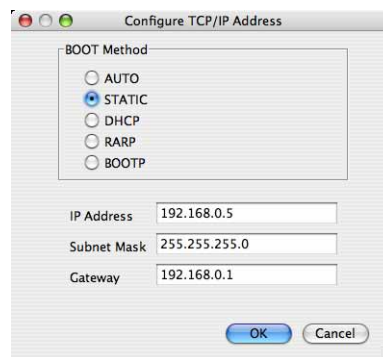 Configure TCP/IP Address
BOOT Method
AUTO
STATIC
DHCP
RARP
BOOTP
IP Address 192.168.0.5
Subnet Mask 255.255.255.0
Gateway 192.168.0.1
OK Cancel